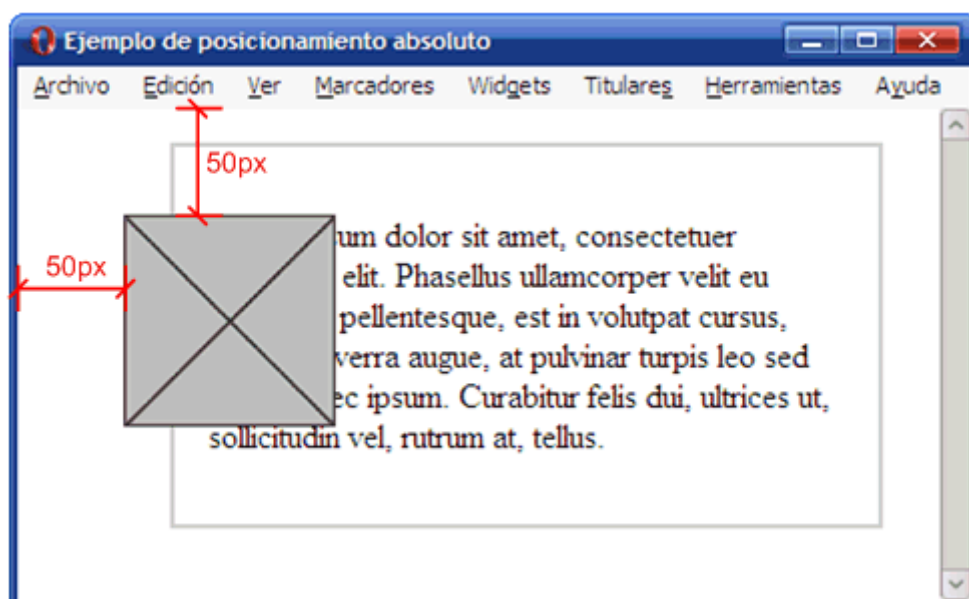 Ejemplo de posicionamiento absoluto
Archivo Edición Ver Marcadores Widgets Titulares Herramientas Ayuda
50px
50px
sum dolor sit amet, consectetuer
elit. Phasellus ullamcorper velit eu
pellentesque, est in volutpat cursus,
verra augue, at pulvinar turpis leo sed
ec ipsum. Curabitur felis dui, ultrices ut,
sollicitudin vel, rutrum at, tellus.